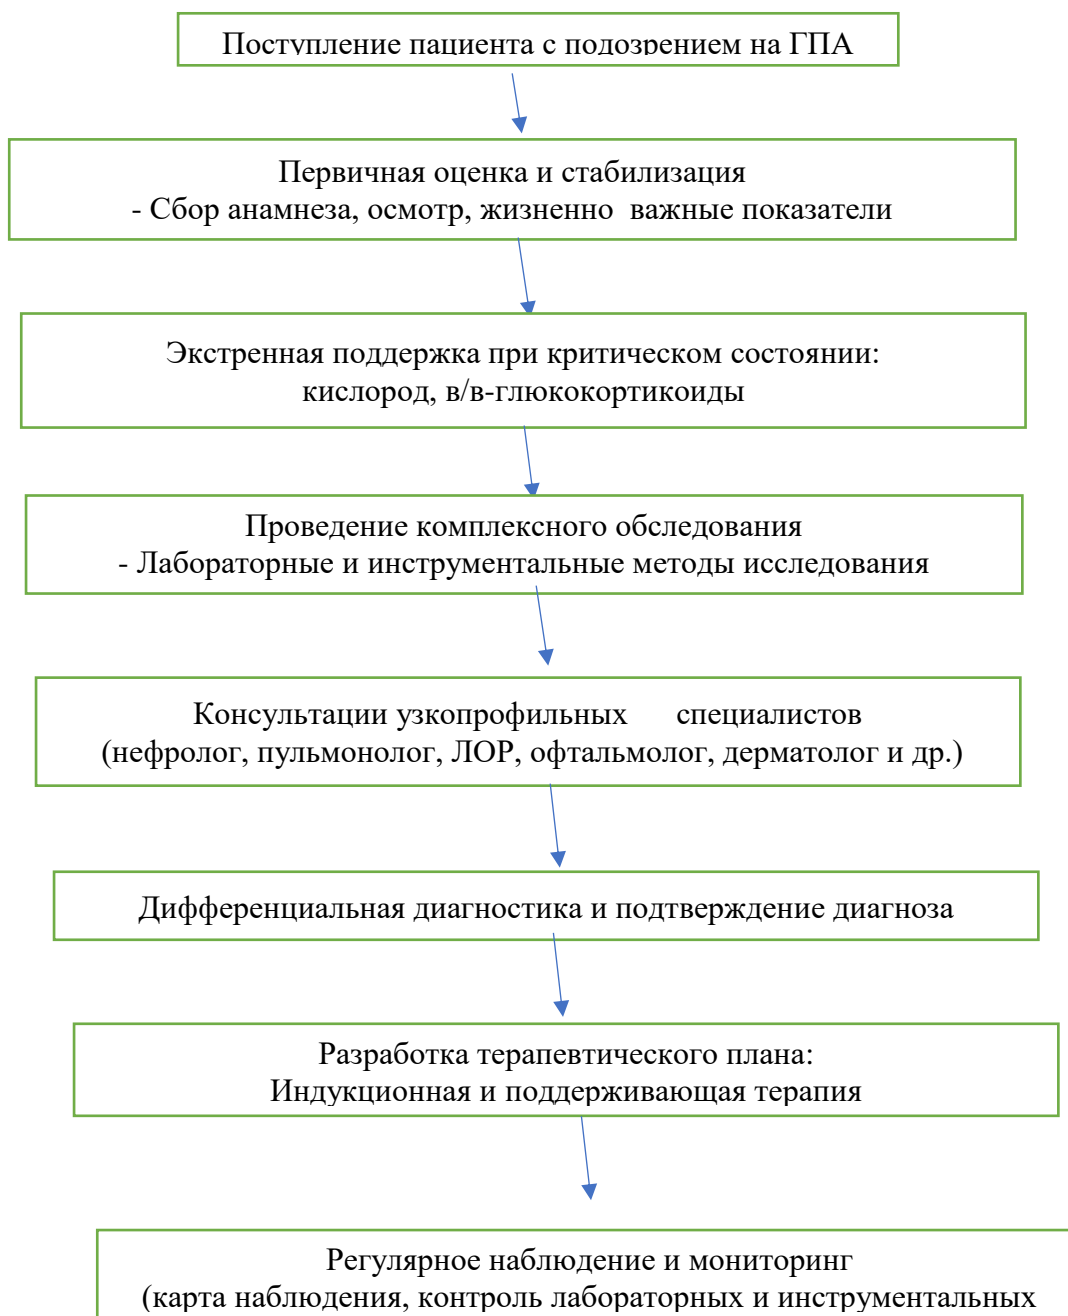 Поступление пациента с подозрением на ГПА
Первичная оценка и стабилизация
- Сбор анамнеза, осмотр, жизненно важные показатели
Экстренная поддержка при критическом состоянии:
кислород, в/в-глюкокортикоиды
Проведение комплексного обследования
- Лабораторные и инструментальные методы исследования
Консультации узкопрофильных специалистов
(нефролог, пульмонолог, ЛОР, офтальмолог, дерматолог и др.)
Дифференциальная диагностика и подтверждение диагноза
Разработка терапевтического плана:
Индукционная и поддерживающая терапия
Регулярное наблюдение и мониторинг
(карта наблюдения, контроль лабораторных и инструментальных